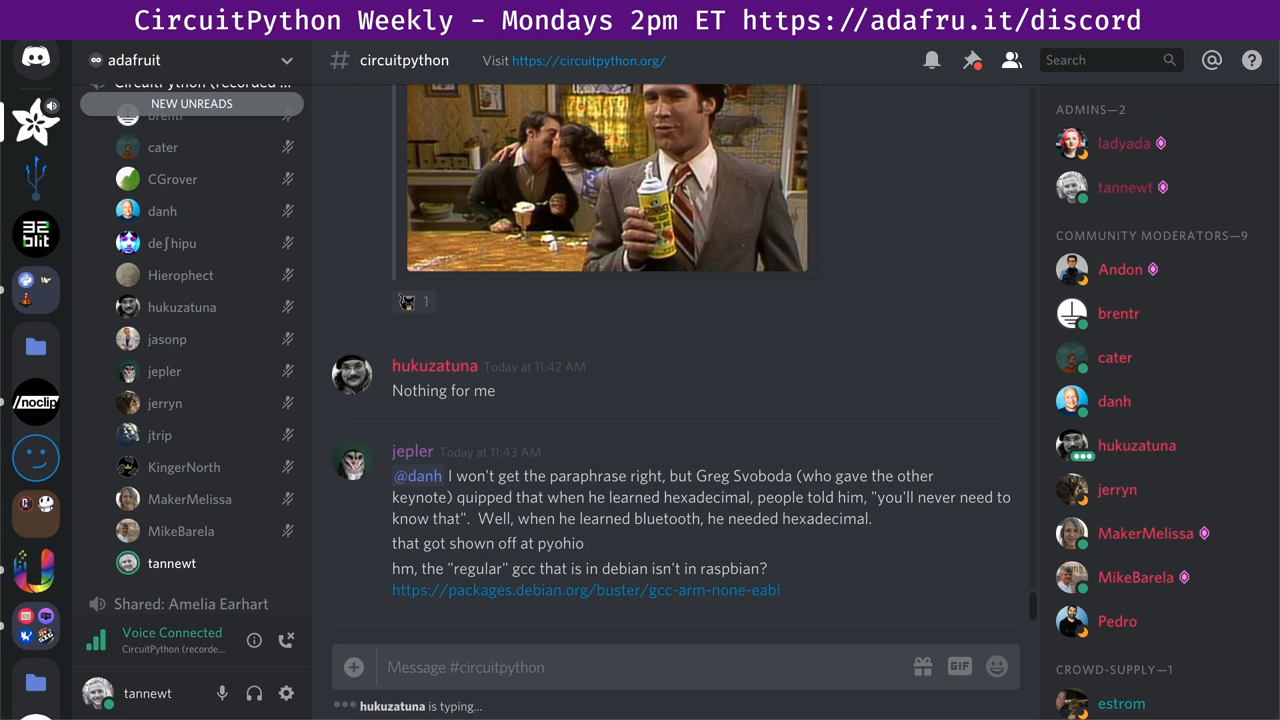 CircuitPython Weekly - Mondays 2pm ET https://adafru.it/discord
adafruit
CircuitPython (recorded ...
NEW UNREADS
brentr
cater
CGrover
danh
de∫hipu
Hierophect
hukuzatuna
jasonp
jepler
jerryn
jtrip
KingerNorth
MakerMelissa
MikeBarela
tannewt
Shared: Amelia Earhart
Voice Connected
CircuitPython (recorde...
tannewt
32
blit
/noclip
# circuitpython
Visit https://circuitpython.org/
Search
1
hukuzatuna Today at 11:42 AM
Nothing for me
jepler Today at 11:43 AM
@danh I won't get the paraphrase right, but Greg Svoboda (who gave the other
keynote) quipped that when he learned hexadecimal, people told him, "you'll never need to
know that". Well, when he learned bluetooth, he needed hexadecimal.
that got shown off at pyohio
hm, the "regular" gcc that is in debian isn't in raspbian?
https://packages.debian.org/buster/gcc-arm-none-eabi
Message #circuitpython
GIF
hukuzatuna is typing...
ADMINS—2
ladyada
tannewt
COMMUNITY MODERATORS—9
Andon
brentr
cater
danh
hukuzatuna
jerryn
MakerMelissa
MikeBarela
Pedro
CROWD-SUPPLY—1
estrom